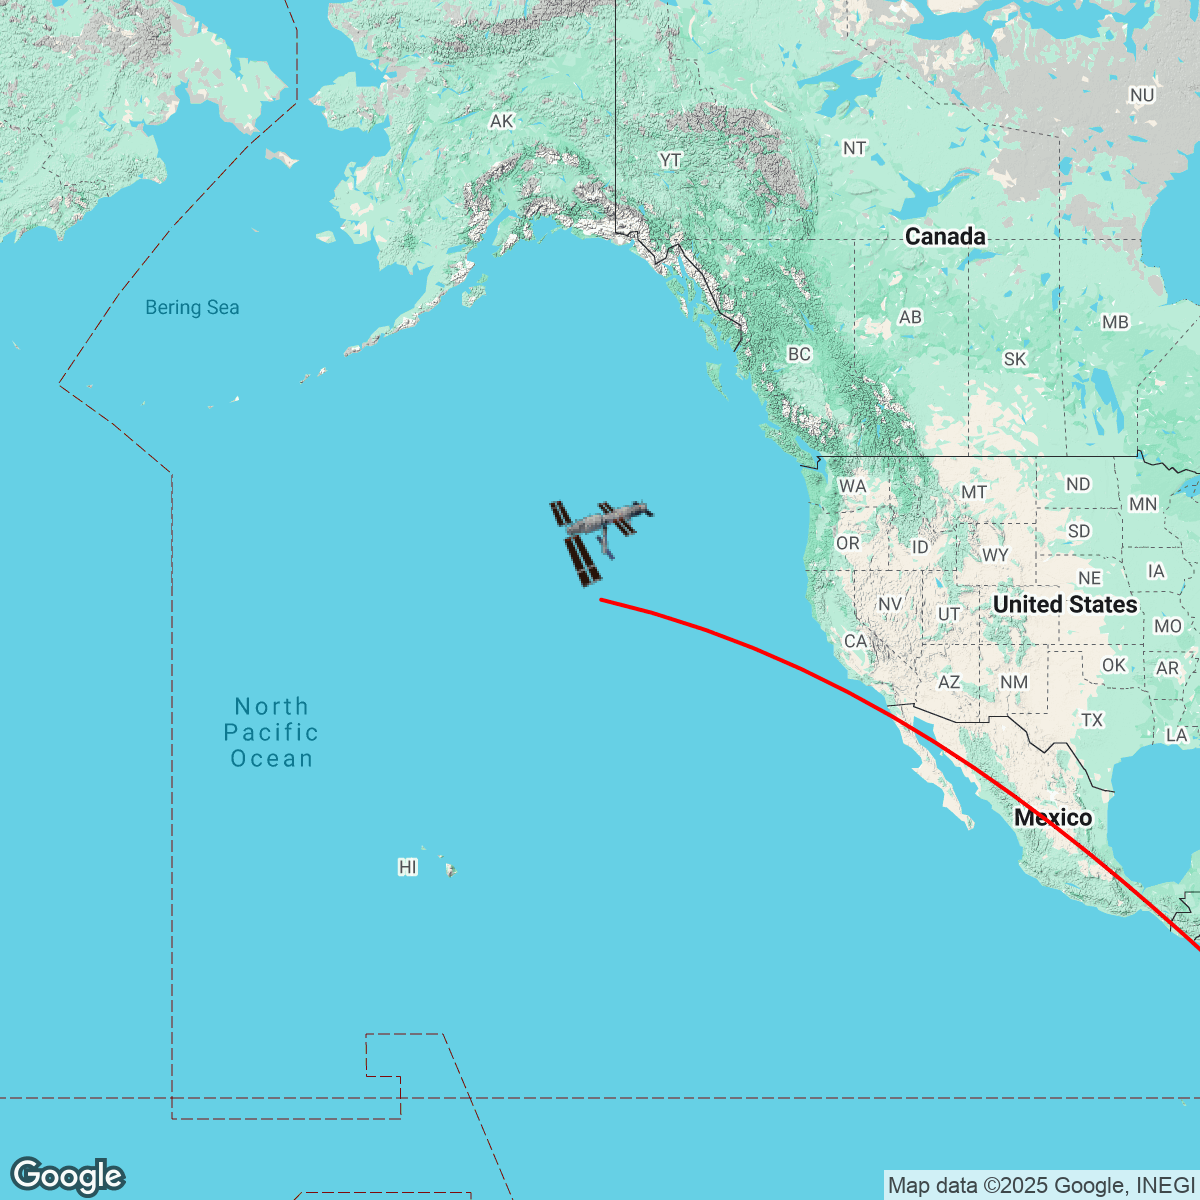 NU
AK
NT
YT
Canada
Bering Sea
AB
MB
BC
SK
WA
MT
ND
MN
SD
OR
ID
WY
IA
NE
NV
UT
United States
MO
CA
OK
AR
AZ
NM
TX
LA
North
Pacific
Ocean
Mexico
HI
Google
Map data ©2025 Google, INEGI